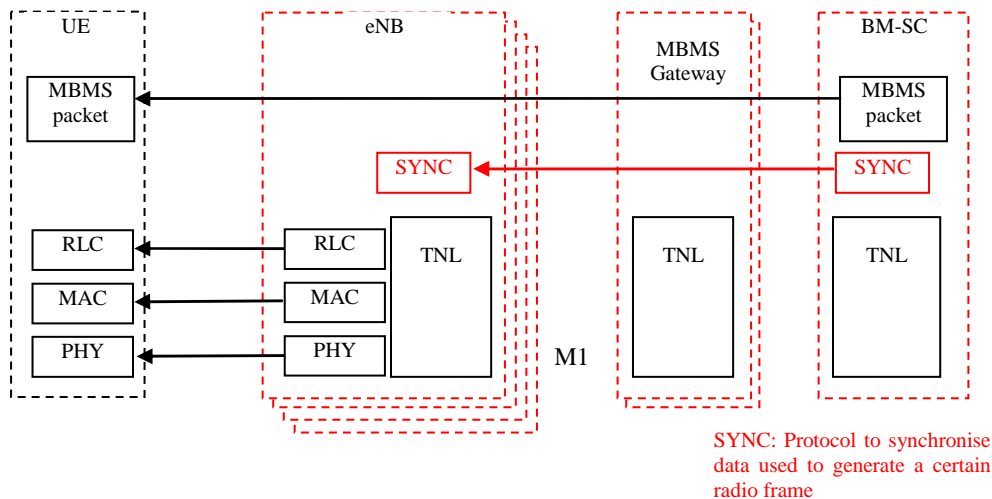 UE
eNB
MBMS
Gateway
BM-SC
MBMS
packet
MBMS
packet
SYNC
SYNC
RLC
RLC
TNL
TNL
TNL
MAC
MAC
PHY
PHY
M1
SYNC: Protocol to synchronise
data used to generate a certain
radio frame